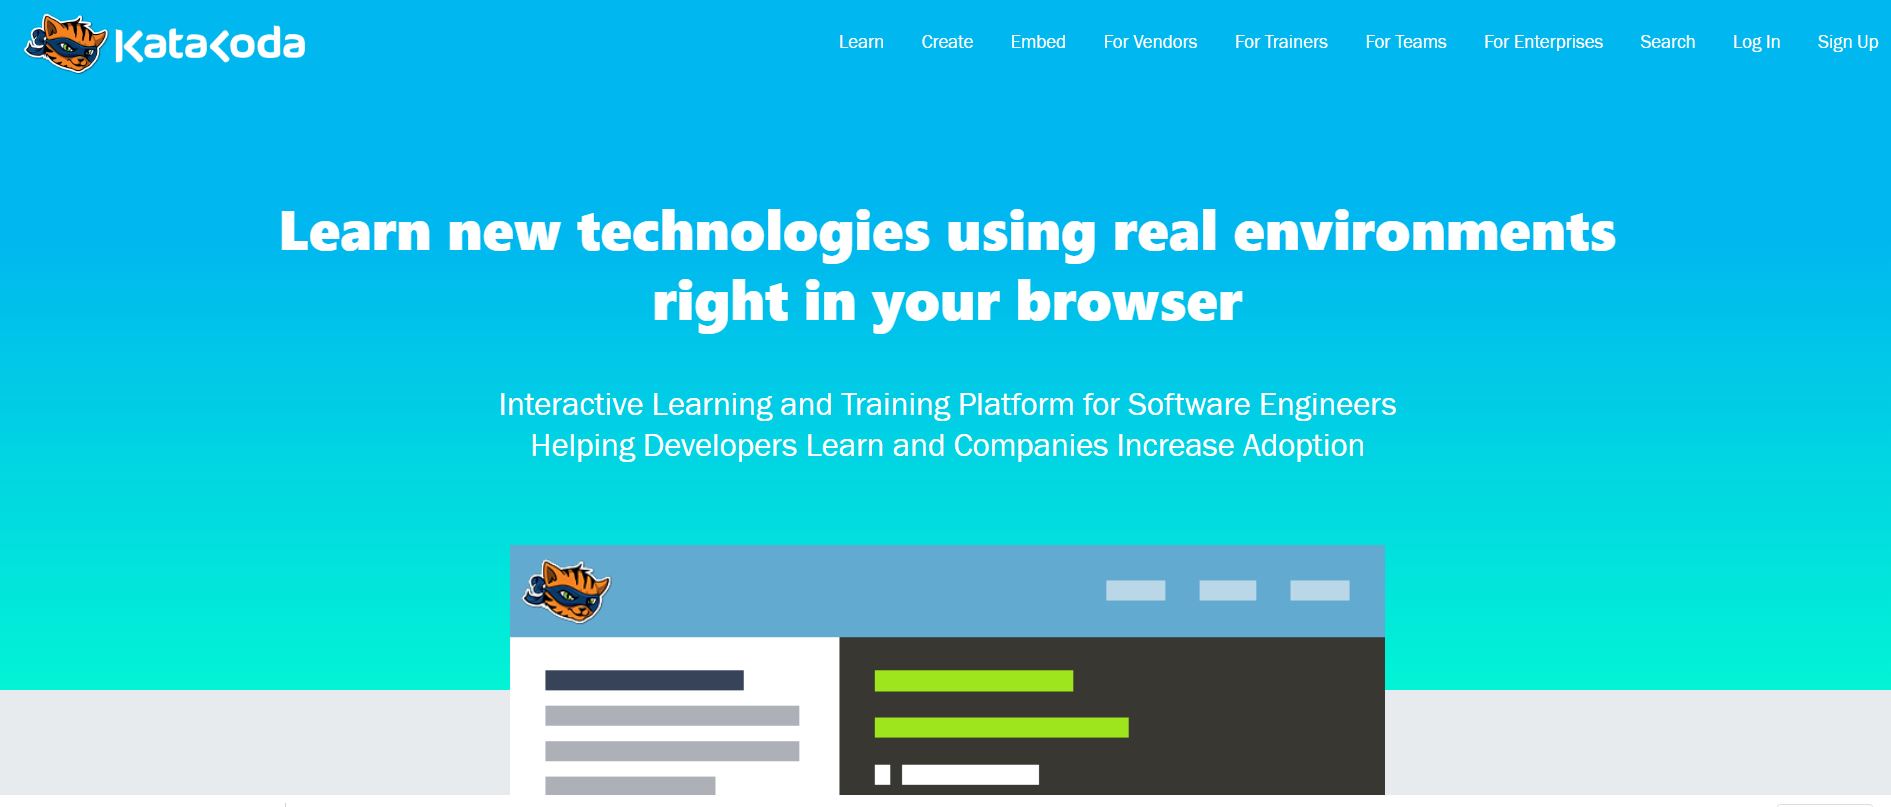 Katakoda
Learn Create Embed For Vendors For Trainers For Teams For Enterprises Search Log In Sign Up
Learn new technologies using real environments
right in your browser
Interactive Learning and Training Platform for Software Engineers
Helping Developers Learn and Companies Increase Adoption